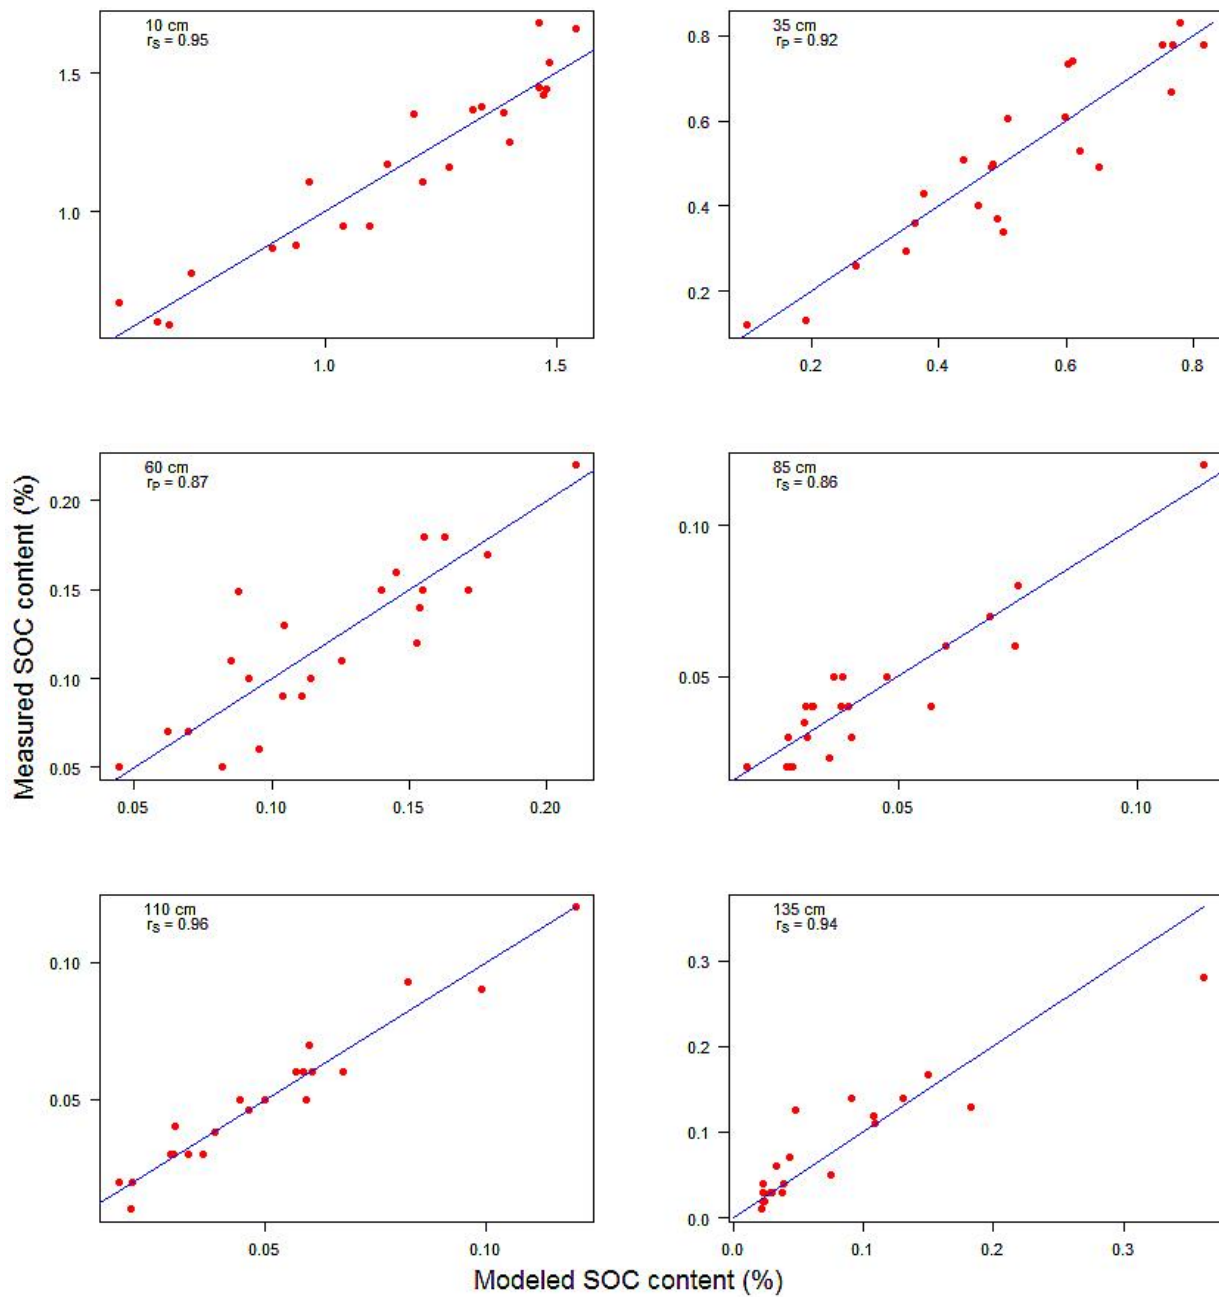 10 cm
rS = 0.95
1.5
1.0
1.0 1.5
35 cm
rP = 0.92
0.8
0.6
0.4
0.2
0.2 0.4 0.6 0.8
Measured SOC content (%)
60 cm
rP = 0.87
0.20
0.15
0.10
0.05
0.05 0.10 0.15 0.20
85 cm
rS = 0.86
0.10
0.05
0.05 0.10
110 cm
rS = 0.96
0.10
0.05
0.05 0.10
135 cm
rS = 0.94
0.3
0.2
0.1
0.0
0.0 0.1 0.2 0.3
Modeled SOC content (%)